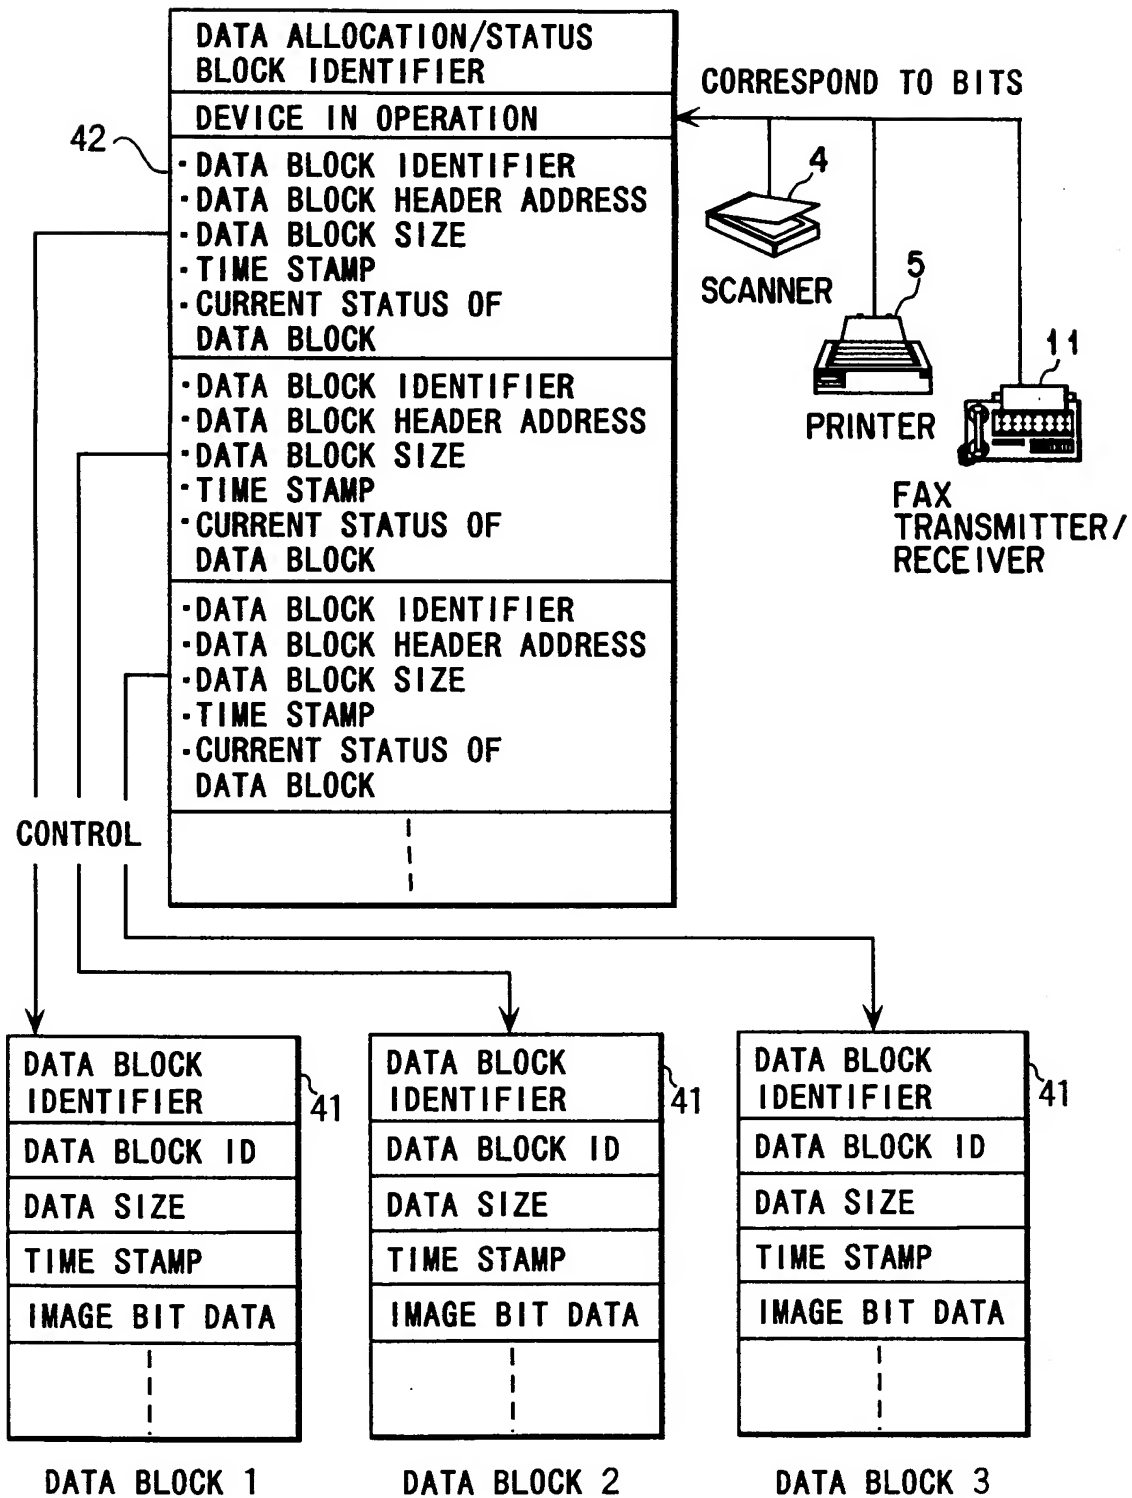 DATA ALLOCATION/STATUS
BLOCK IDENTIFIER
DEVICE IN OPERATION
42
·DATA BLOCK IDENTIFIER
·DATA BLOCK HEADER ADDRESS
·DATA BLOCK SIZE
·TIME STAMP
·CURRENT STATUS OF
DATA BLOCK
·DATA BLOCK IDENTIFIER
·DATA BLOCK HEADER ADDRESS
·DATA BLOCK SIZE
·TIME STAMP
·CURRENT STATUS OF
DATA BLOCK
·DATA BLOCK IDENTIFIER
·DATA BLOCK HEADER ADDRESS
·DATA BLOCK SIZE
·TIME STAMP
·CURRENT STATUS OF
DATA BLOCK
CORRESPOND TO BITS
4
SCANNER
5
PRINTER
11
FAX
TRANSMITTER/
RECEIVER
CONTROL
DATA BLOCK
IDENTIFIER
41
DATA BLOCK ID
DATA SIZE
TIME STAMP
IMAGE BIT DATA
DATA BLOCK 1
DATA BLOCK
IDENTIFIER
41
DATA BLOCK ID
DATA SIZE
TIME STAMP
IMAGE BIT DATA
DATA BLOCK 2
DATA BLOCK
IDENTIFIER
41
DATA BLOCK ID
DATA SIZE
TIME STAMP
IMAGE BIT DATA
DATA BLOCK 3